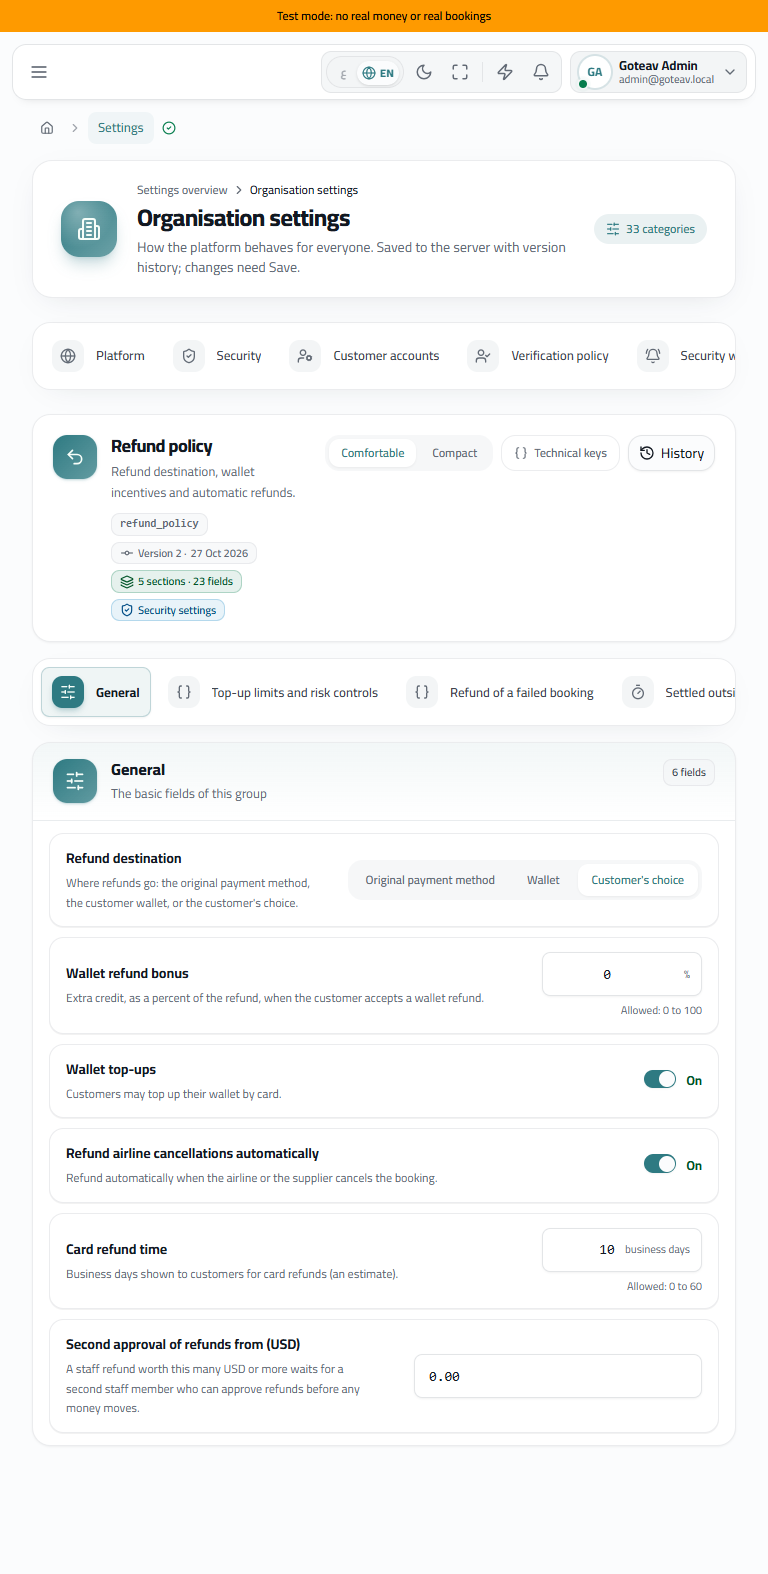 Test mode: no real money or real bookings
ع
EN
GA
Goteav Admin
admin@goteav.local
Settings
Settings overview > Organisation settings
Organisation settings
How the platform behaves for everyone. Saved to the server with version
history; changes need Save.
33 categories
Platform
Security
Customer accounts
Verification policy
Security w
Refund policy
Refund destination, wallet
incentives and automatic refunds.
Comfortable
Compact
Technical keys
History
refund_policy
Version 2 · 27 Oct 2026
5 sections · 23 fields
Security settings
General
Top-up limits and risk controls
Refund of a failed booking
Settled outsi
General
The basic fields of this group
6 fields
Refund destination
Where refunds go: the original payment method,
the customer wallet, or the customer's choice.
Original payment method
Wallet
Customer's choice
Wallet refund bonus
Extra credit, as a percent of the refund, when the customer accepts a wallet refund.
0 %
Allowed: 0 to 100
Wallet top-ups
Customers may top up their wallet by card.
On
Refund airline cancellations automatically
Refund automatically when the airline or the supplier cancels the booking.
On
Card refund time
Business days shown to customers for card refunds (an estimate).
10 business days
Allowed: 0 to 60
Second approval of refunds from (USD)
A staff refund worth this many USD or more waits for a
second staff member who can approve refunds before any
money moves.
0.00